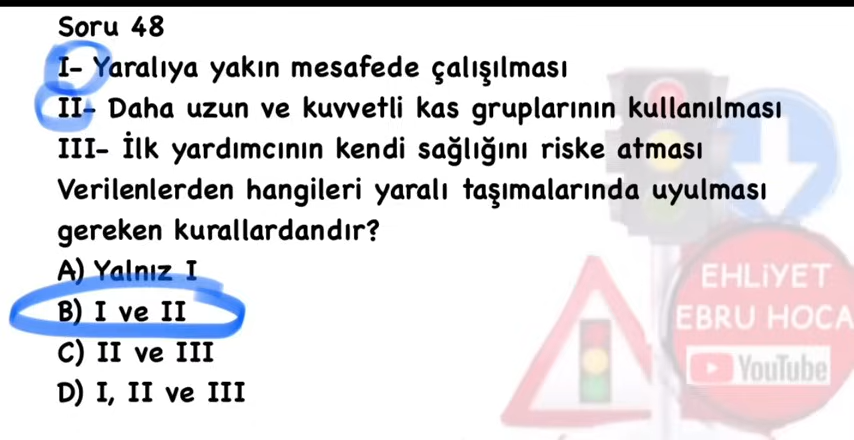 Soru 48
I- Yaralıya yakın mesafede çalışılması
II- Daha uzun ve kuvvetli kas gruplarının kullanılması
III- İlk yardımcının kendi sağlığını riske atması
Verilenlerden hangileri yaralı taşımalarında uyulması
gereken kurallardandır?
A) Yalnız I
B) I ve II
C) II ve III
D) I, II ve III
EHLİYET
EBRU HOCA
YouTube